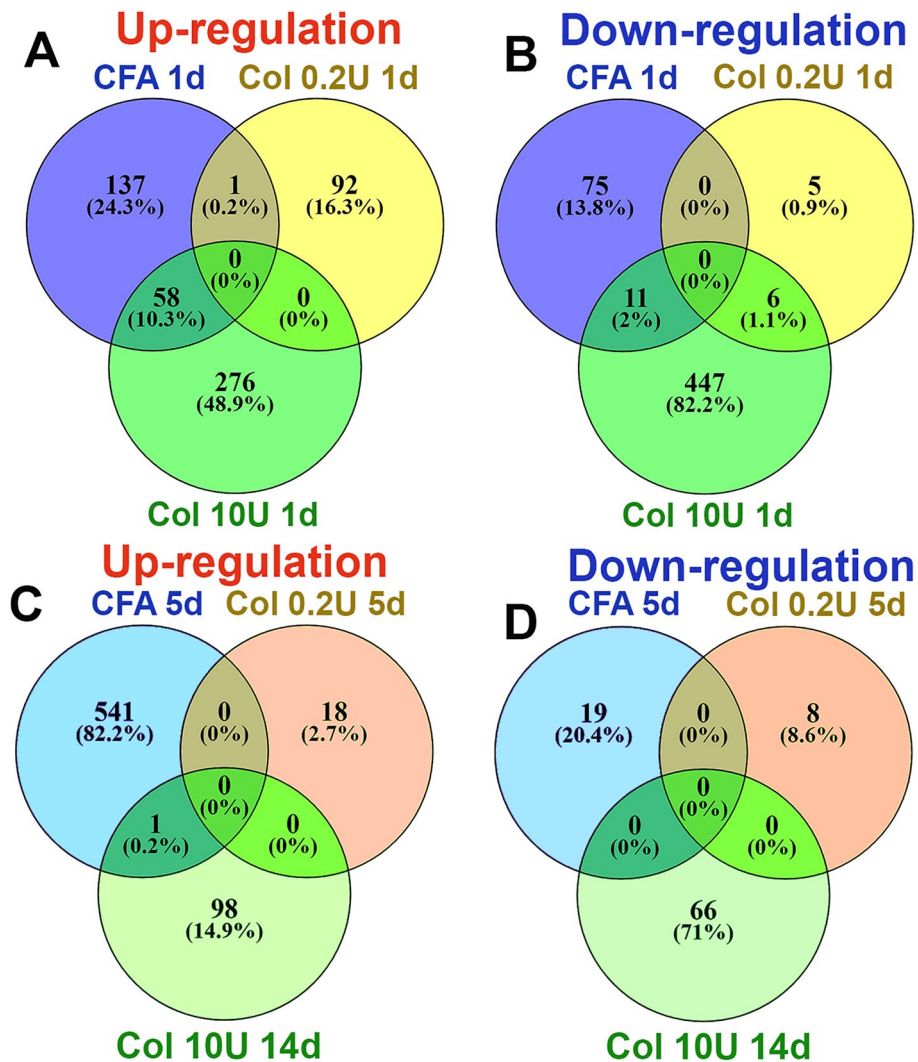 A
Up-regulation
CFA 1d
Col 0.2U 1d
137
(24.3%)
1
(0.2%)
92
(16.3%)
0
(0%)
58
(10.3%)
0
(0%)
276
(48.9%)
Col 10U 1d
B
Down-regulation
CFA 1d
Col 0.2U 1d
75
(13.8%)
0
(0%)
5
(0.9%)
0
(0%)
11
(2%)
6
(1.1%)
447
(82.2%)
Col 10U 1d
C
Up-regulation
CFA 5d
Col 0.2U 5d
541
(82.2%)
0
(0%)
18
(2.7%)
0
(0%)
1
(0.2%)
0
(0%)
98
(14.9%)
Col 10U 14d
D
Down-regulation
CFA 5d
Col 0.2U 5d
19
(20.4%)
0
(0%)
8
(8.6%)
0
(0%)
0
(0%)
0
(0%)
66
(71%)
Col 10U 14d